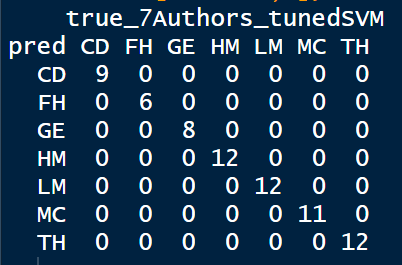 true_7Authors_tunedSVM
pred CD FH GE HM LM MC TH
CD 9 0 0 0 0 0 0
FH 0 6 0 0 0 0 0
GE 0 0 8 0 0 0 0
HM 0 0 0 12 0 0 0
LM 0 0 0 0 12 0 0
MC 0 0 0 0 0 11 0
TH 0 0 0 0 0 0 12